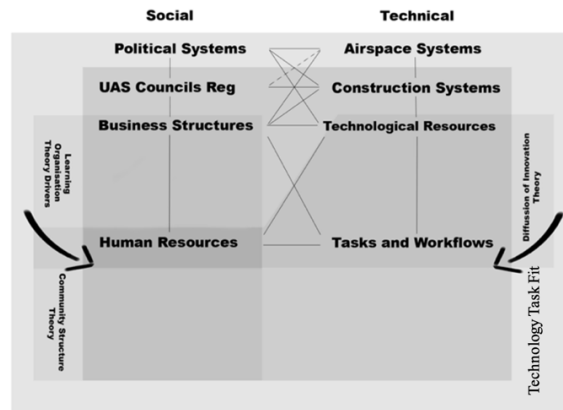 Social
Technical
Political Systems
Airspace Systems
UAS Councils Reg
Construction Systems
Business Structures
Technological Resources
Learning
Organisation
Theory Drivers
Diffussion of Innovation
Theory
Human Resources
Tasks and Workflows
Community Structure
Theory
Technology Task Fit